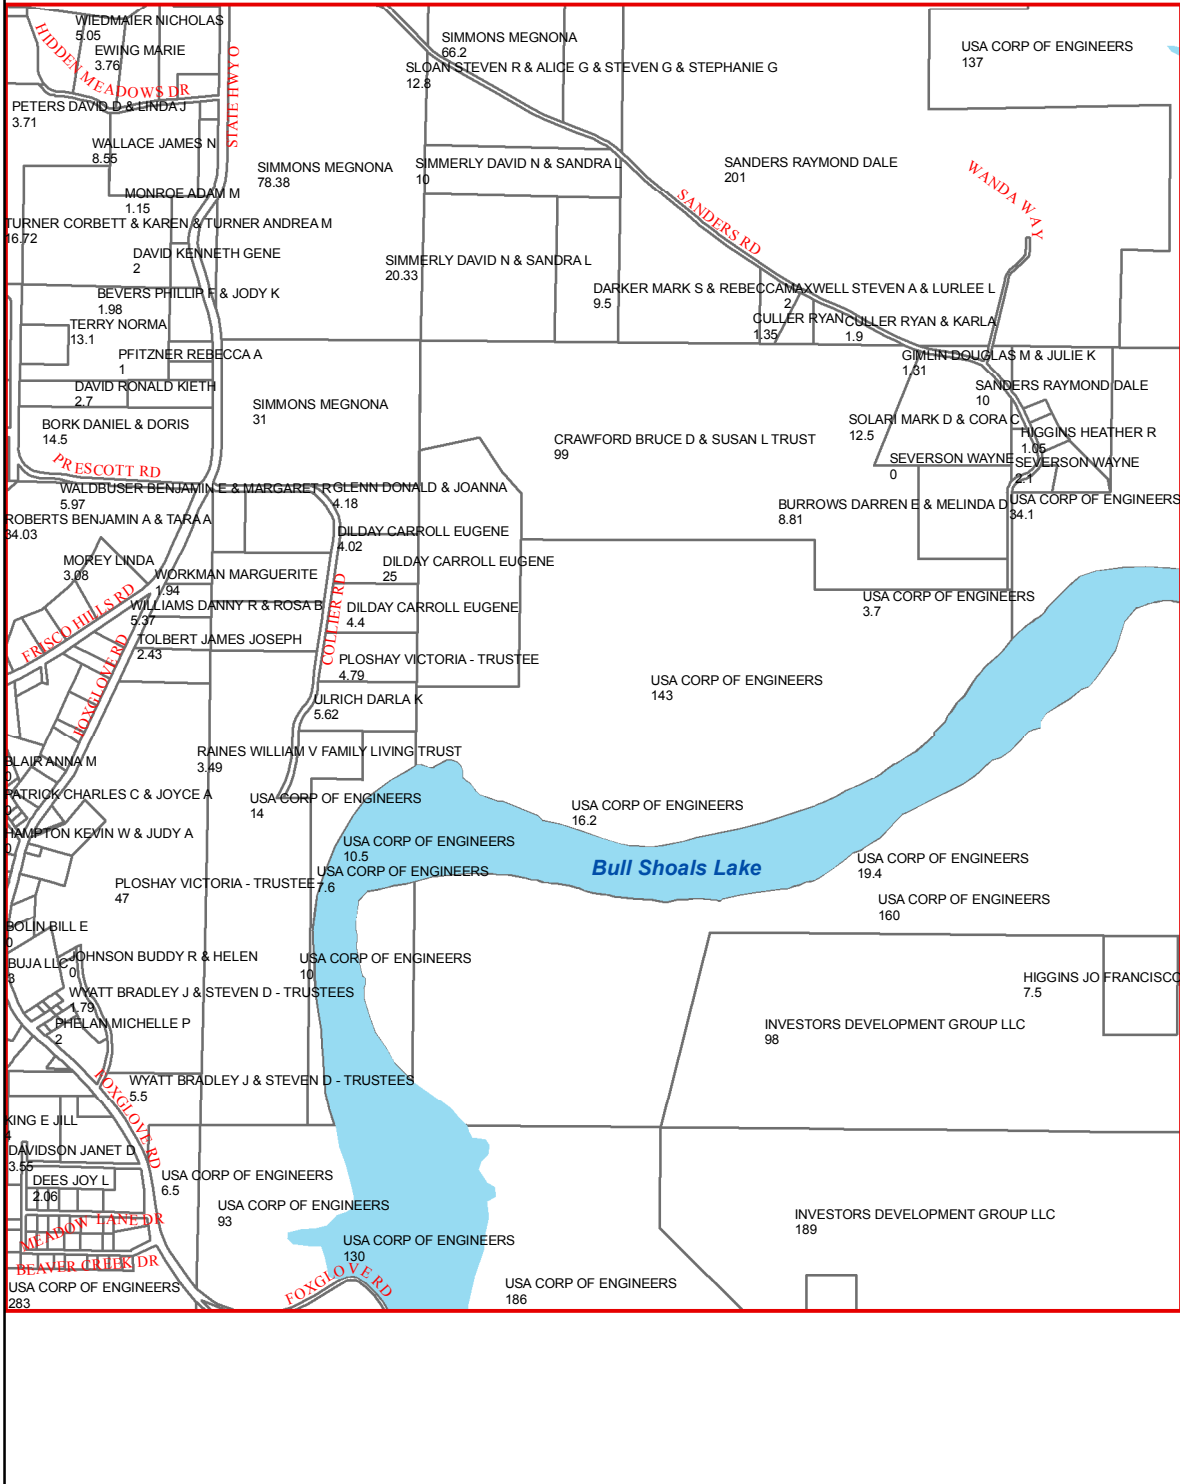 WIEDMAIER NICHOLAS
5.05
EWING MARIE
3.76
HIDDEN MEADOWS DR
STATE HWY O
SIMMONS MEGNONA
66.2
SLOAN STEVEN R & ALICE G & STEVEN G & STEPHANIE G
12.8
USA CORP OF ENGINEERS
137
PETERS DAVID D & LINDA J
3.71
WALLACE JAMES N
8.55
SIMMONS MEGNONA
78.38
SIMMERLY DAVID N & SANDRA L
10
SANDERS RAYMOND DALE
201
WANDA WAY
MONROE ADAM M
1.15
SANDERS RD
TURNER CORBETT & KAREN & TURNER ANDREA M
16.72
DAVID KENNETH GENE
2
SIMMERLY DAVID N & SANDRA L
20.33
BEVERS PHILLIP F & JODY K
1.98
DARKER MARK S & REBECCA
9.5
MAXWELL STEVEN A & LURLEE L
2
TERRY NORMA
13.1
CULLER RYAN
1.35
CULLER RYAN & KARLA
1.9
PFITZNER REBECCA A
1
GIMLIN DOUGLAS M & JULIE K
1.31
DAVID RONALD KIETH
2.7
SANDERS RAYMOND DALE
10
SIMMONS MEGNONA
31
BORK DANIEL & DORIS
14.5
SOLARI MARK D & CORA C
12.5
CRAWFORD BRUCE D & SUSAN L TRUST
99
HIGGINS HEATHER R
1.05
PRESCOTT RD
SEVERSON WAYNE
0
SEVERSON WAYNE
2.1
WALDBUSER BENJAMIN E & MARGARET R
5.97
GLENN DONALD & JOANNA
4.18
BURROWS DARREN E & MELINDA D
8.81
USA CORP OF ENGINEERS
34.1
ROBERTS BENJAMIN A & TARA A
34.03
DILDAY CARROLL EUGENE
4.02
MOREY LINDA
3.08
DILDAY CARROLL EUGENE
25
WORKMAN MARGUERITE
1.94
USA CORP OF ENGINEERS
3.7
WILLIAMS DANNY R & ROSA B
5.37
DILDAY CARROLL EUGENE
4.4
FRISCO HILLS RD
COLLIER RD
TOLBERT JAMES JOSEPH
2.43
FOXGLOVE RD
PLOSHAY VICTORIA - TRUSTEE
4.79
USA CORP OF ENGINEERS
143
ULRICH DARLA K
5.62
RAINES WILLIAM V FAMILY LIVING TRUST
3.49
BLAIR ANNA M
0
PATRICK CHARLES C & JOYCE A
0
USA CORP OF ENGINEERS
14
USA CORP OF ENGINEERS
16.2
HAMPTON KEVIN W & JUDY A
0
USA CORP OF ENGINEERS
10.5
Bull Shoals Lake
USA CORP OF ENGINEERS
19.4
USA CORP OF ENGINEERS
7.6
PLOSHAY VICTORIA - TRUSTEE
47
USA CORP OF ENGINEERS
160
BOLIN BILL E
0
JOHNSON BUDDY R & HELEN
0
USA CORP OF ENGINEERS
10
BUJA LLC
3
HIGGINS JO FRANCISCO
7.5
WYATT BRADLEY J & STEVEN D - TRUSTEES
1.79
PHELAN MICHELLE P
2
INVESTORS DEVELOPMENT GROUP LLC
98
WYATT BRADLEY J & STEVEN D - TRUSTEES
5.5
FOXGLOVE RD
KING E JILL
4
DAVIDSON JANET D
3.55
DEES JOY L
2.06
USA CORP OF ENGINEERS
6.5
USA CORP OF ENGINEERS
93
INVESTORS DEVELOPMENT GROUP LLC
189
MEADOW LANE DR
USA CORP OF ENGINEERS
130
BEAVER CREEK DR
USA CORP OF ENGINEERS
283
FOXGLOVE RD
USA CORP OF ENGINEERS
186